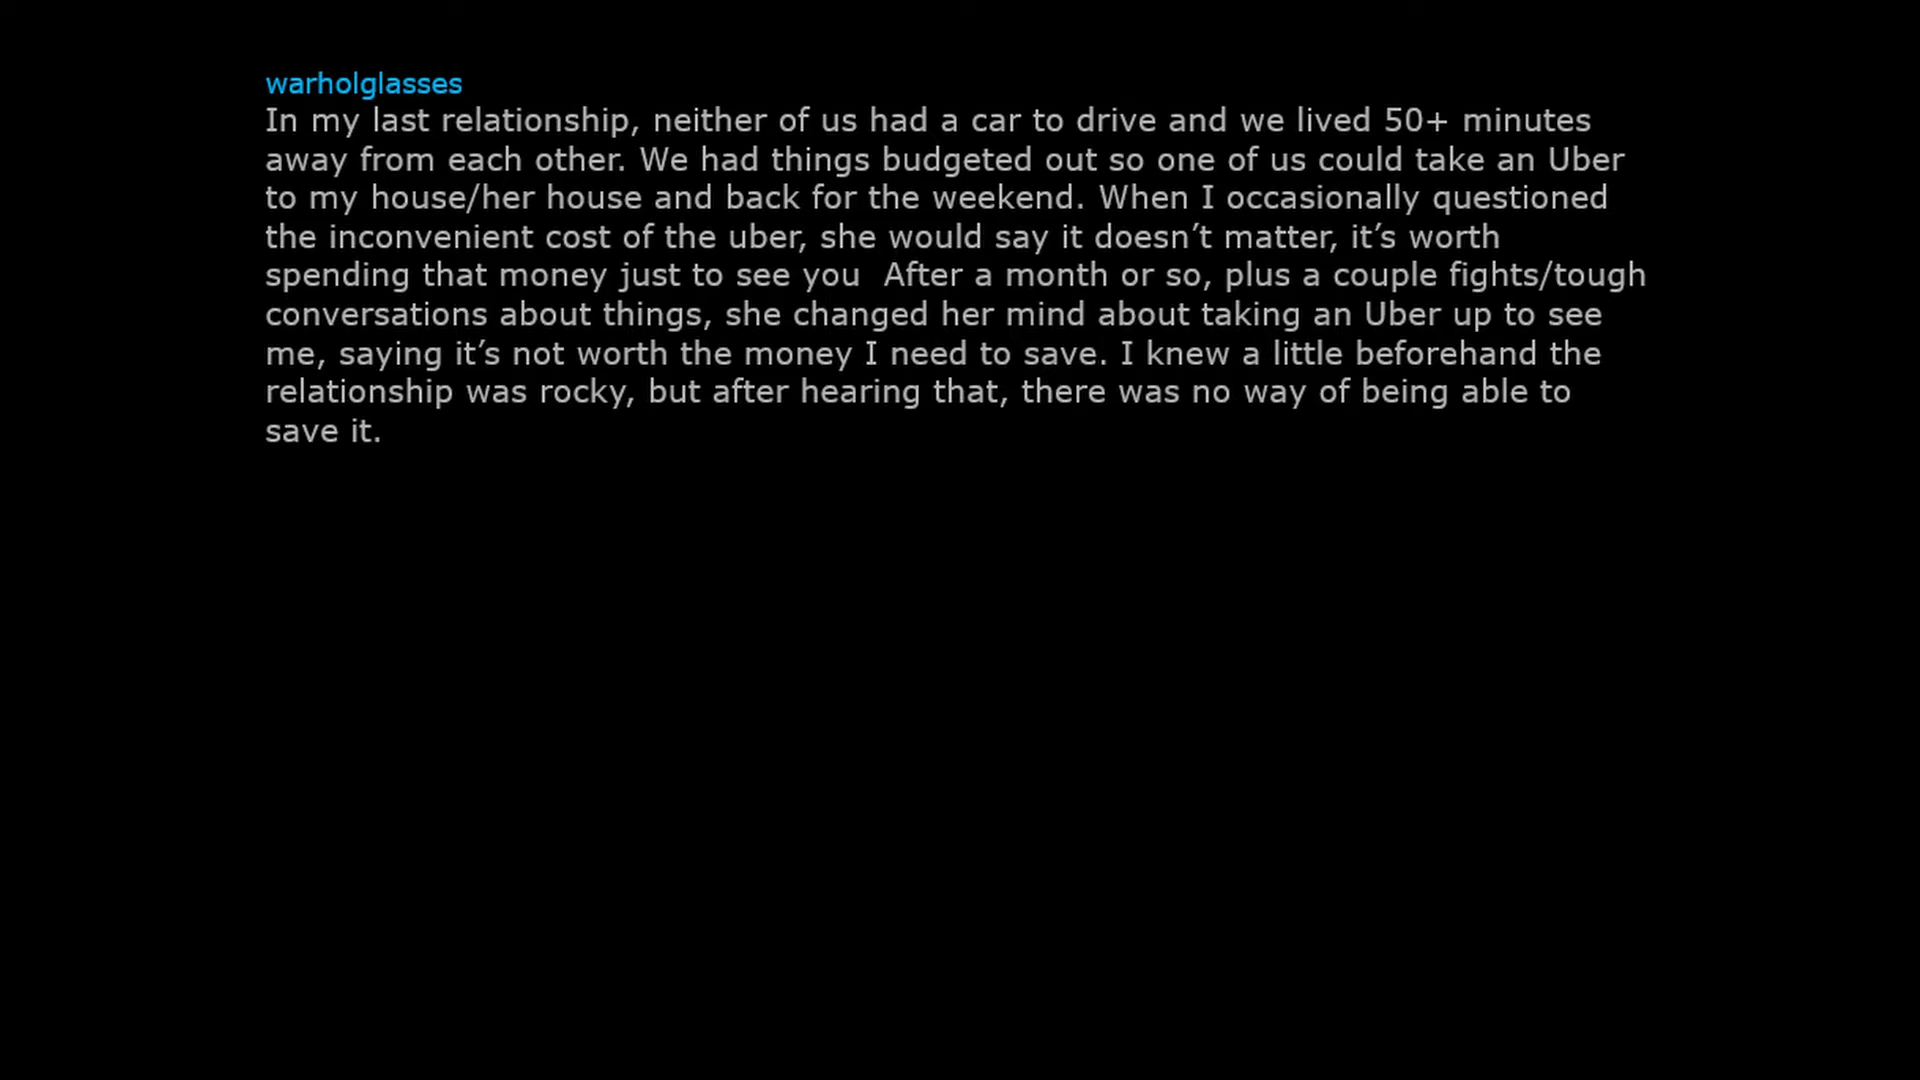 warholglasses
In my last relationship, neither of us had a car to drive and we lived 50+ minutes
away from each other. We had things budgeted out so one of us could take an Uber
to my house/her house and back for the weekend. When I occasionally questioned
the inconvenient cost of the uber, she would say it doesn’t matter, it’s worth
spending that money just to see you  After a month or so, plus a couple fights/tough
conversations about things, she changed her mind about taking an Uber up to see
me, saying it’s not worth the money I need to save. I knew a little beforehand the
relationship was rocky, but after hearing that, there was no way of being able to
save it.